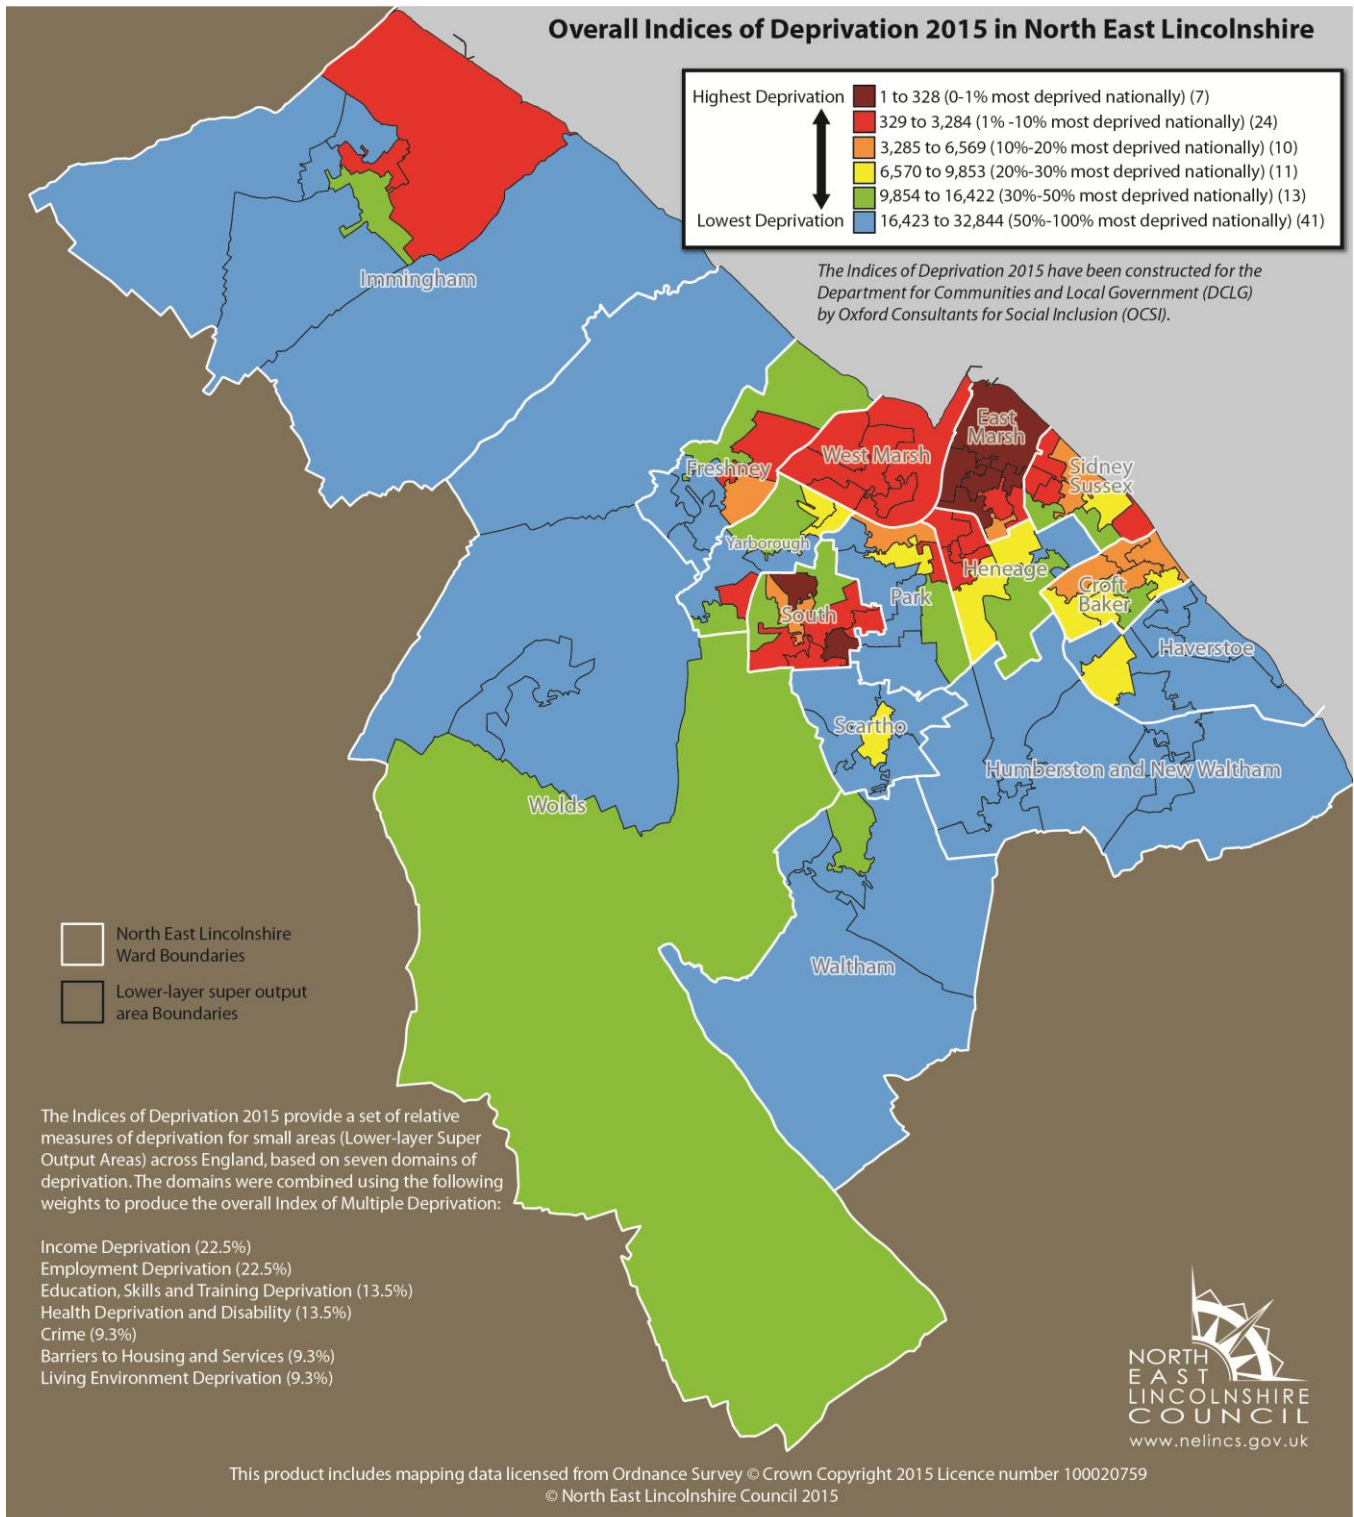 Overall Indices of Deprivation 2015 in North East Lincolnshire
Highest Deprivation
1 to 328 (0-1% most deprived nationally) (7)
329 to 3,284 (1% -10% most deprived nationally) (24)
3,285 to 6,569 (10%-20% most deprived nationally) (10)
6,570 to 9,853 (20%-30% most deprived nationally) (11)
9,854 to 16,422 (30%-50% most deprived nationally) (13)
Lowest Deprivation
16,423 to 32,844 (50%-100% most deprived nationally) (41)
The Indices of Deprivation 2015 have been constructed for the
Department for Communities and Local Government (DCLG)
by Oxford Consultants for Social Inclusion (OCSI).
Immingham
East
Marsh
West Marsh
Freshney
Sidney
Sussex
Yarborough
Heneage
Park
Croft
Baker
South
Haverstoe
Scartho
Humberston and New Waltham
Wolds
Waltham
North East Lincolnshire
Ward Boundaries
Lower-layer super output
area Boundaries
The Indices of Deprivation 2015 provide a set of relative
measures of deprivation for small areas (Lower-layer Super
Output Areas) across England, based on seven domains of
deprivation. The domains were combined using the following
weights to produce the overall Index of Multiple Deprivation:
Income Deprivation (22.5%)
Employment Deprivation (22.5%)
Education, Skills and Training Deprivation (13.5%)
Health Deprivation and Disability (13.5%)
Crime (9.3%)
Barriers to Housing and Services (9.3%)
Living Environment Deprivation (9.3%)
NORTH
EAST
LINCOLNSHIRE
COUNCIL
www.nelincs.gov.uk
This product includes mapping data licensed from Ordnance Survey © Crown Copyright 2015 Licence number 100020759
© North East Lincolnshire Council 2015